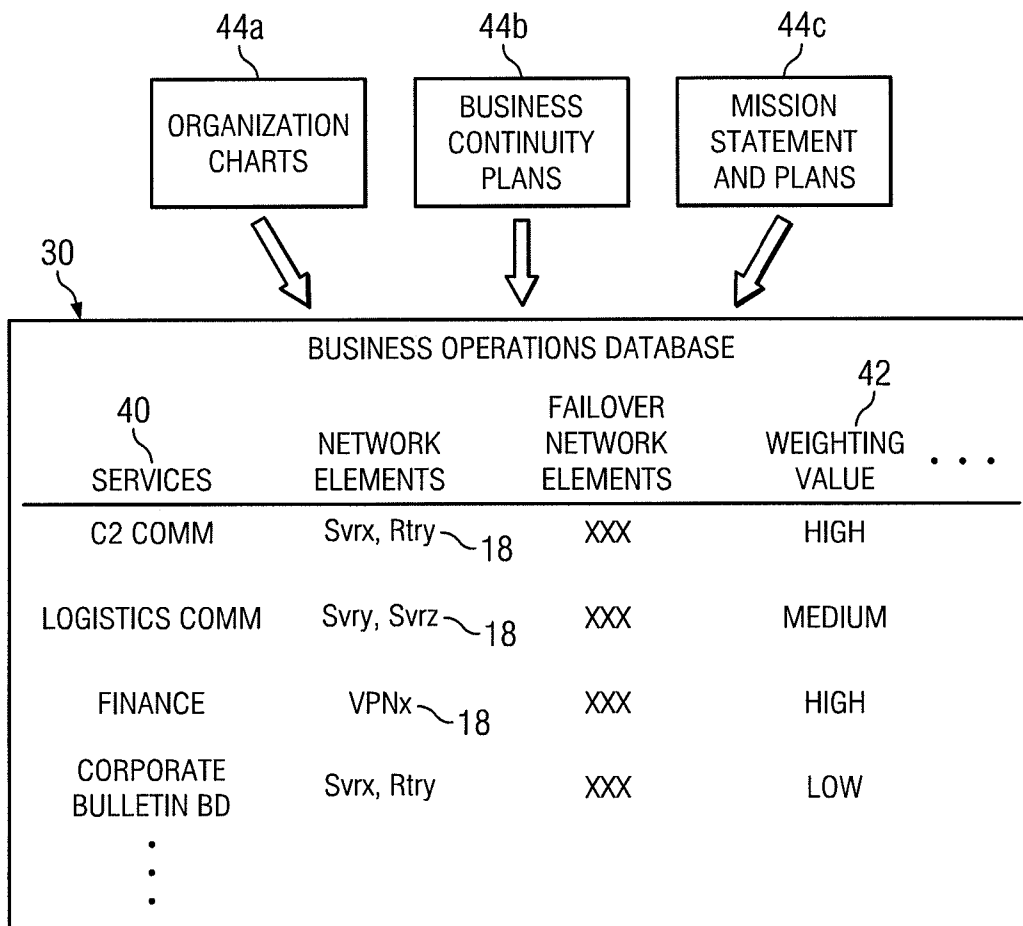 44a 44b 44c
ORGANIZATION CHARTS
BUSINESS CONTINUITY PLANS
MISSION STATEMENT AND PLANS
30
BUSINESS OPERATIONS DATABASE
40 42
SERVICES
NETWORK ELEMENTS
FAILOVER NETWORK ELEMENTS
WEIGHTING VALUE . . .
C2 COMM Svrx, Rtry 18 XXX HIGH
LOGISTICS COMM Svry, Svrz 18 XXX MEDIUM
FINANCE VPNx 18 XXX HIGH
CORPORATE BULLETIN BD Svrx, Rtry XXX LOW